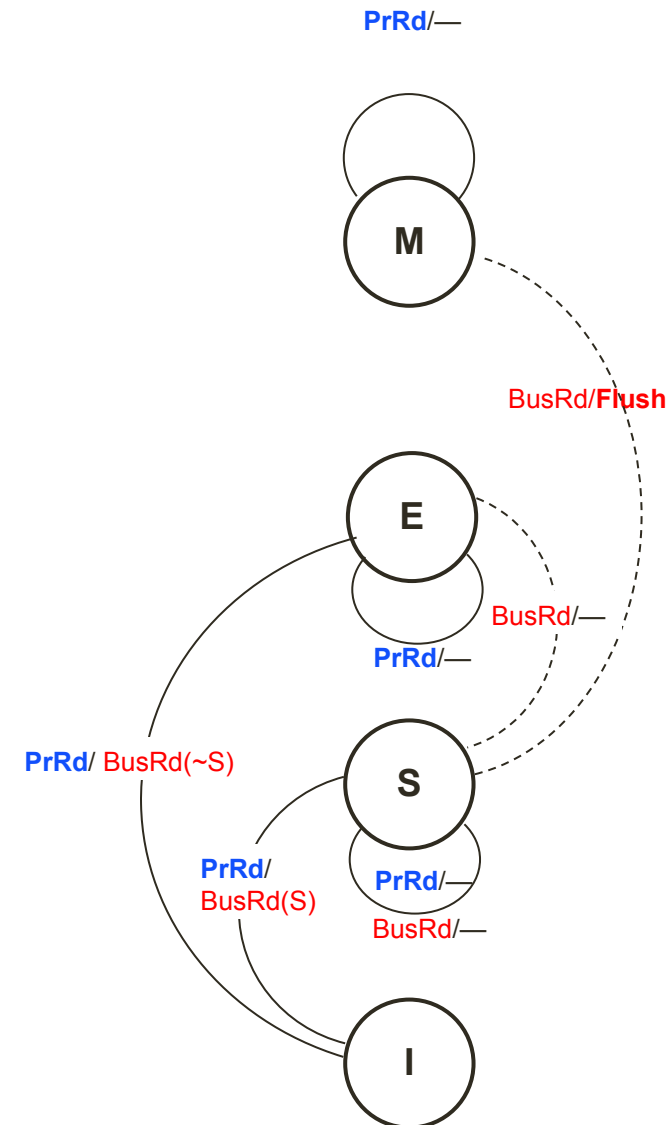 PrRd/—
M
BusRd/Flush
E
BusRd/—
PrRd/—
PrRd/ BusRd(~S)
S
PrRd/
BusRd(S)
PrRd/—
BusRd/—
I